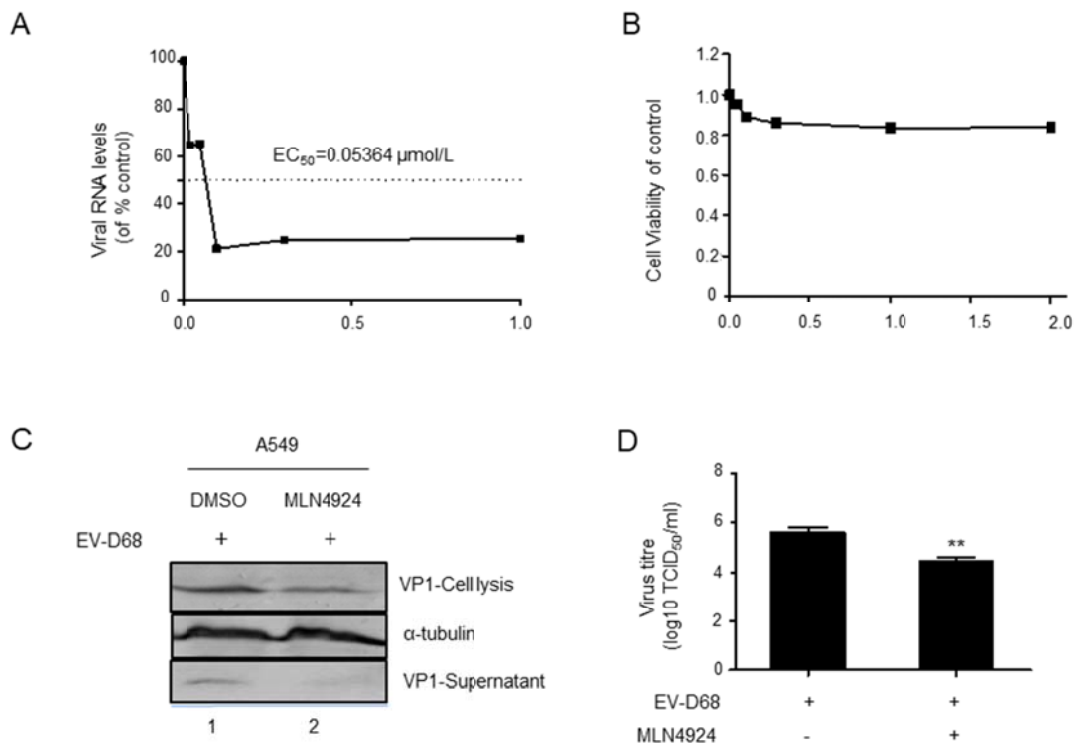 A
Viral RNA levels
(of % control)
100
80
60
40
20
0
EC50=0.05364 μmol/L
0.0 0.5 1.0
B
Cell Viability of control
1.2
1.0
0.8
0.6
0.4
0.2
0
0.0 0.5 1.0 1.5 2.0
C
A549
DMSO MLN4924
EV-D68 + +
VP1-Cell lysis
α-tubulin
VP1-Supernatant
1 2
D
Virus titre
(log10 TCID50/ml)
8
6
4
2
0
**
EV-D68 + +
MLN4924 - +